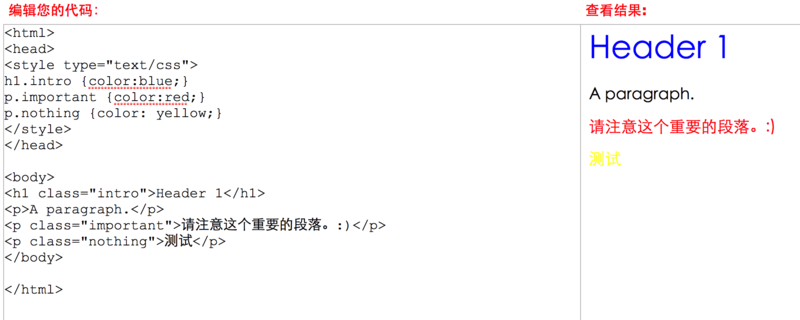 编辑您的代码：
查看结果:
<html>
<head>
<style type="text/css">
h1.intro {color:blue;}
p.important {color:red;}
p.nothing {color: yellow;}
</style>
</head>
<body>
<h1 class="intro">Header 1</h1>
<p>A paragraph.</p>
<p class="important">请注意这个重要的段落。:)</p>
<p class="nothing">测试</p>
</body>
</html>
Header 1
A paragraph.
请注意这个重要的段落。:)
测试